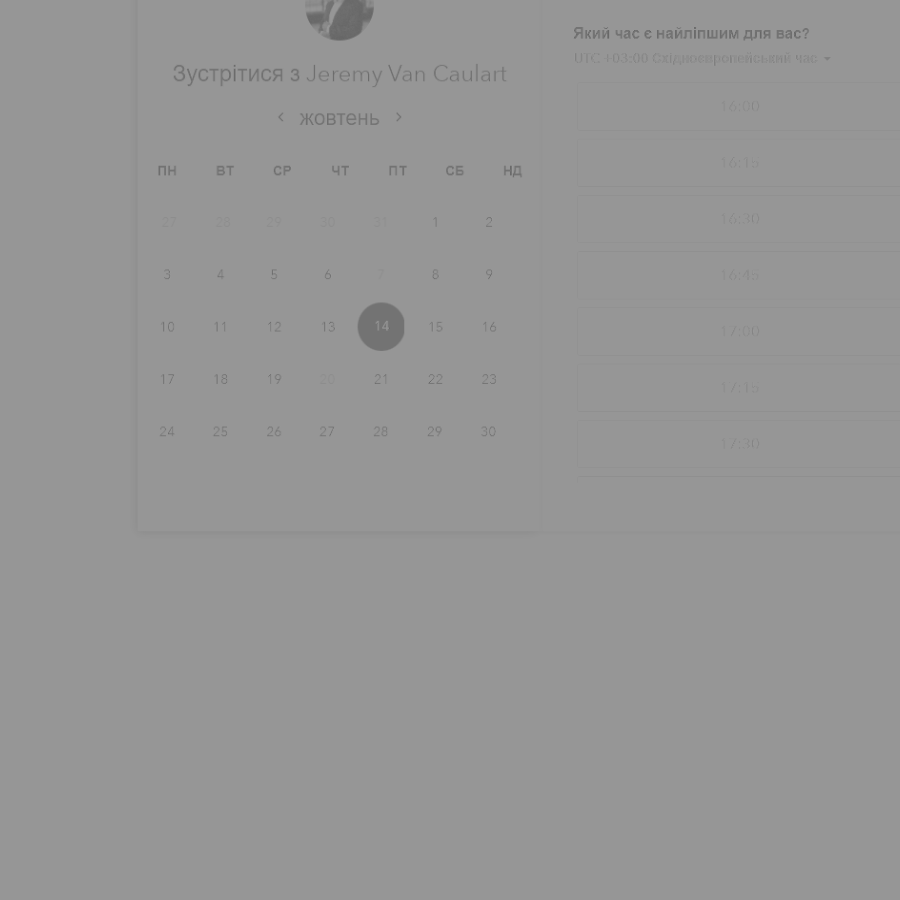 Зустрітися з Jeremy Van Caulart
жовтень
ПН ВТ СР ЧТ ПТ СБ НД
27 28 29 30 31 1 2
3 4 5 6 7 8 9
10 11 12 13 14 15 16
17 18 19 20 21 22 23
24 25 26 27 28 29 30
Який час є найліпшим для вас?
UTC +03:00 Східноєвропейський час
16:00
16:15
16:30
16:45
17:00
17:15
17:30